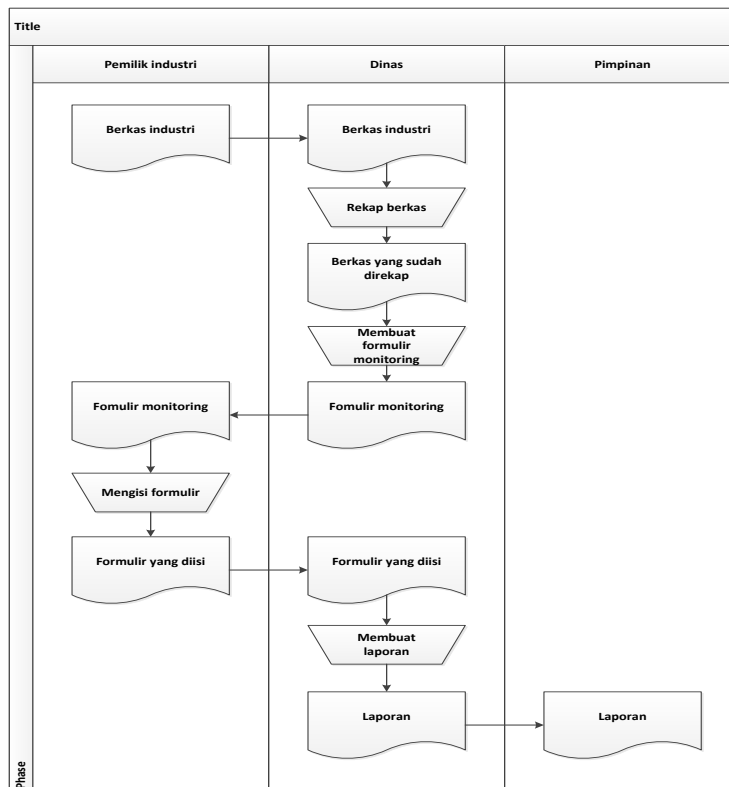 Title
Pemilik industri
Dinas
Pimpinan
Berkas industri
Berkas industri
Rekap berkas
Berkas yang sudah
direkap
Membuat
formulir
monitoring
Fomulir monitoring
Fomulir monitoring
Mengisi formulir
Formulir yang diisi
Formulir yang diisi
Membuat
laporan
Laporan
Laporan
Phase